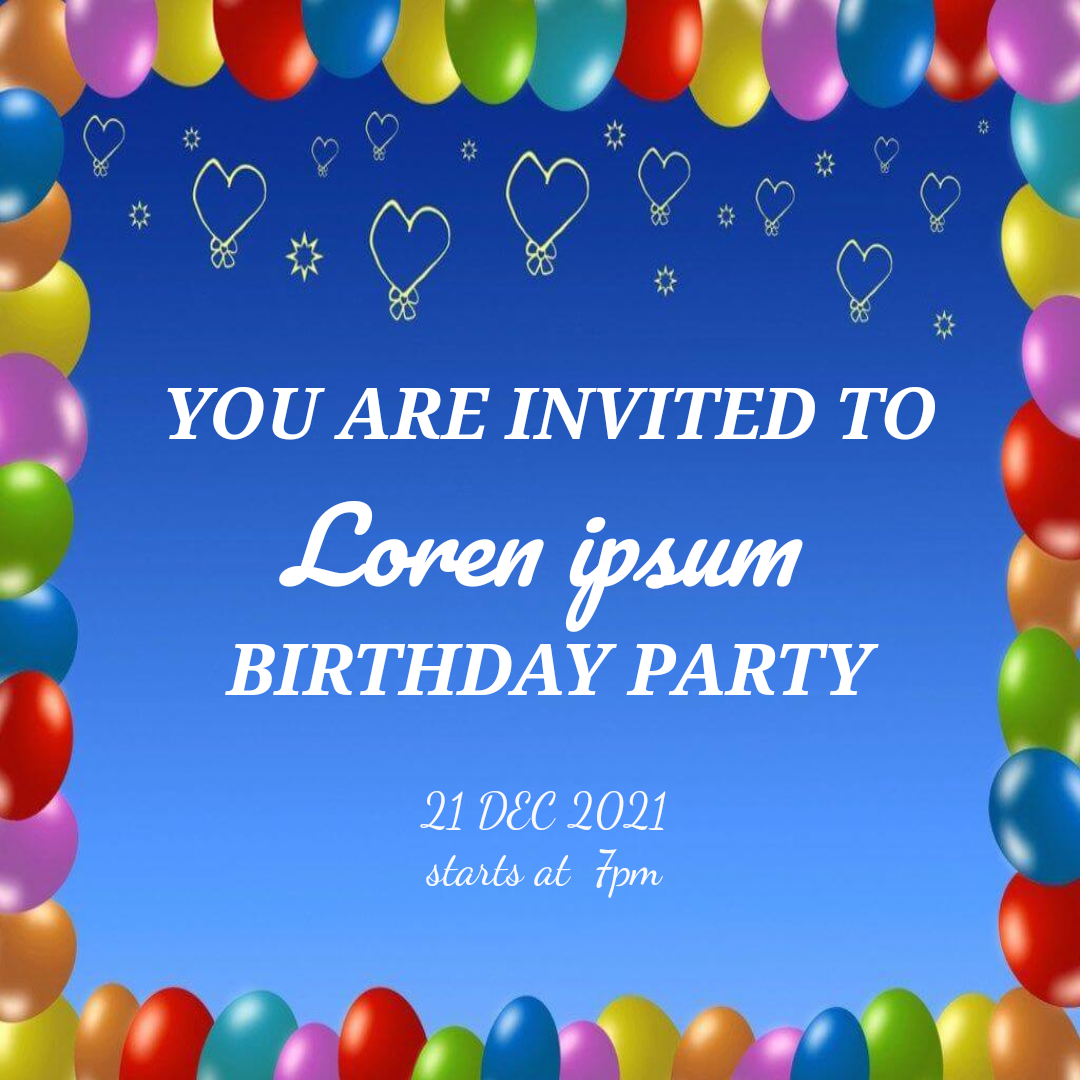 YOU ARE INVITED TO
Loren ipsum
BIRTHDAY PARTY
21 DEC 2021
starts at 7pm